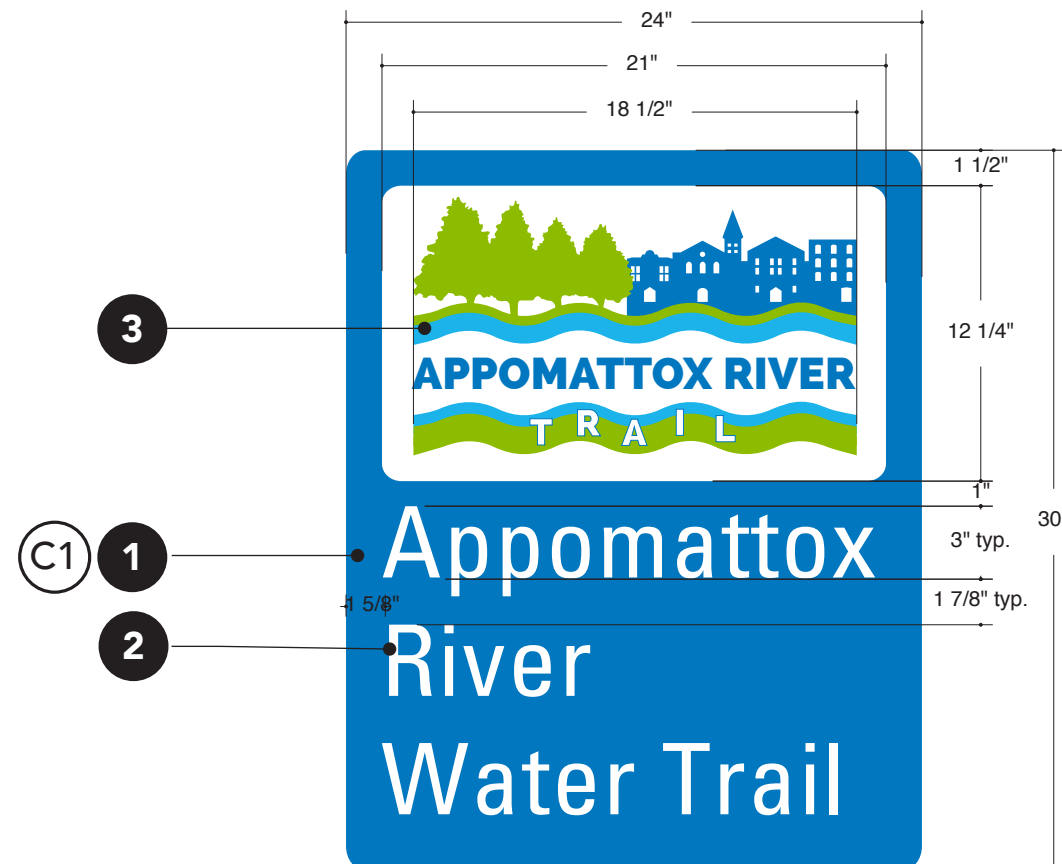 24"
21"
18 1/2"
1 1/2"
12 1/4"
3
APPOMATTOX RIVER
TRAIL
1"
30
C1 1
Appomattox
3" typ.
1 5/8"
1 7/8" typ.
2
River
Water Trail